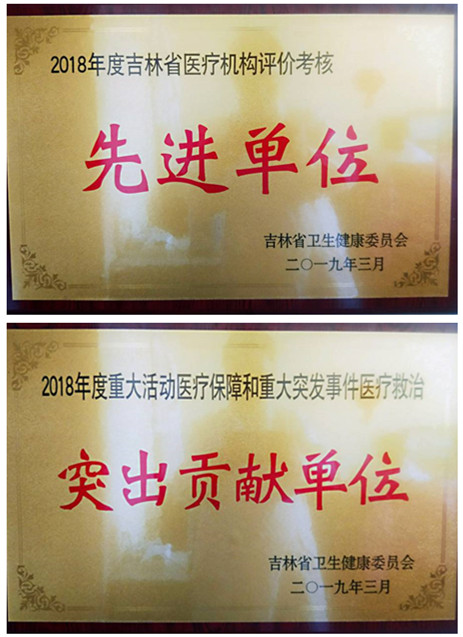 2018年度吉林省医疗机构评价考核
先进单位
吉林省卫生健康委员会
二〇一九年三月
2018年度重大活动医疗保障和重大突发事件医疗救治
突出贡献单位
吉林省卫生健康委员会
二〇一九年三月